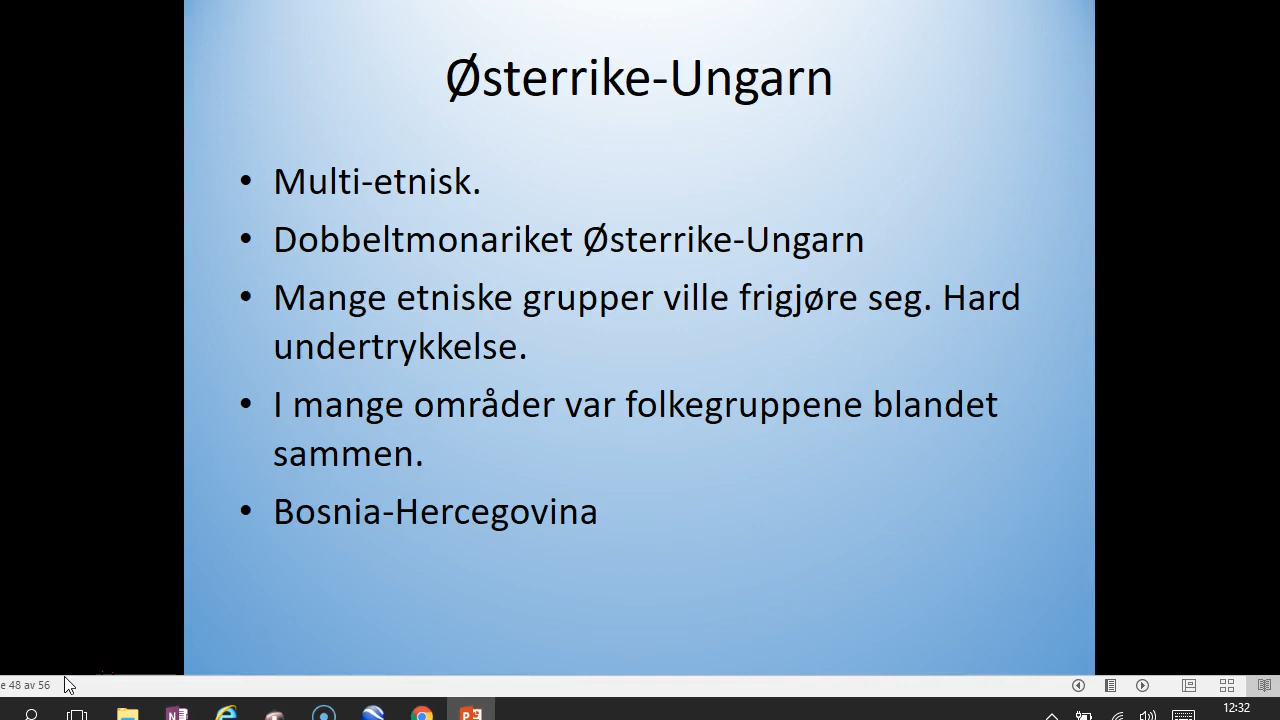 Østerrike-Ungarn
• Multi-etnisk.
• Dobbeltmonariket Østerrike-Ungarn
• Mange etniske grupper ville frigjøre seg. Hard
undertrykkelse.
• I mange områder var folkegruppene blandet
sammen.
• Bosnia-Hercegovina
e 48 av 56
12:32